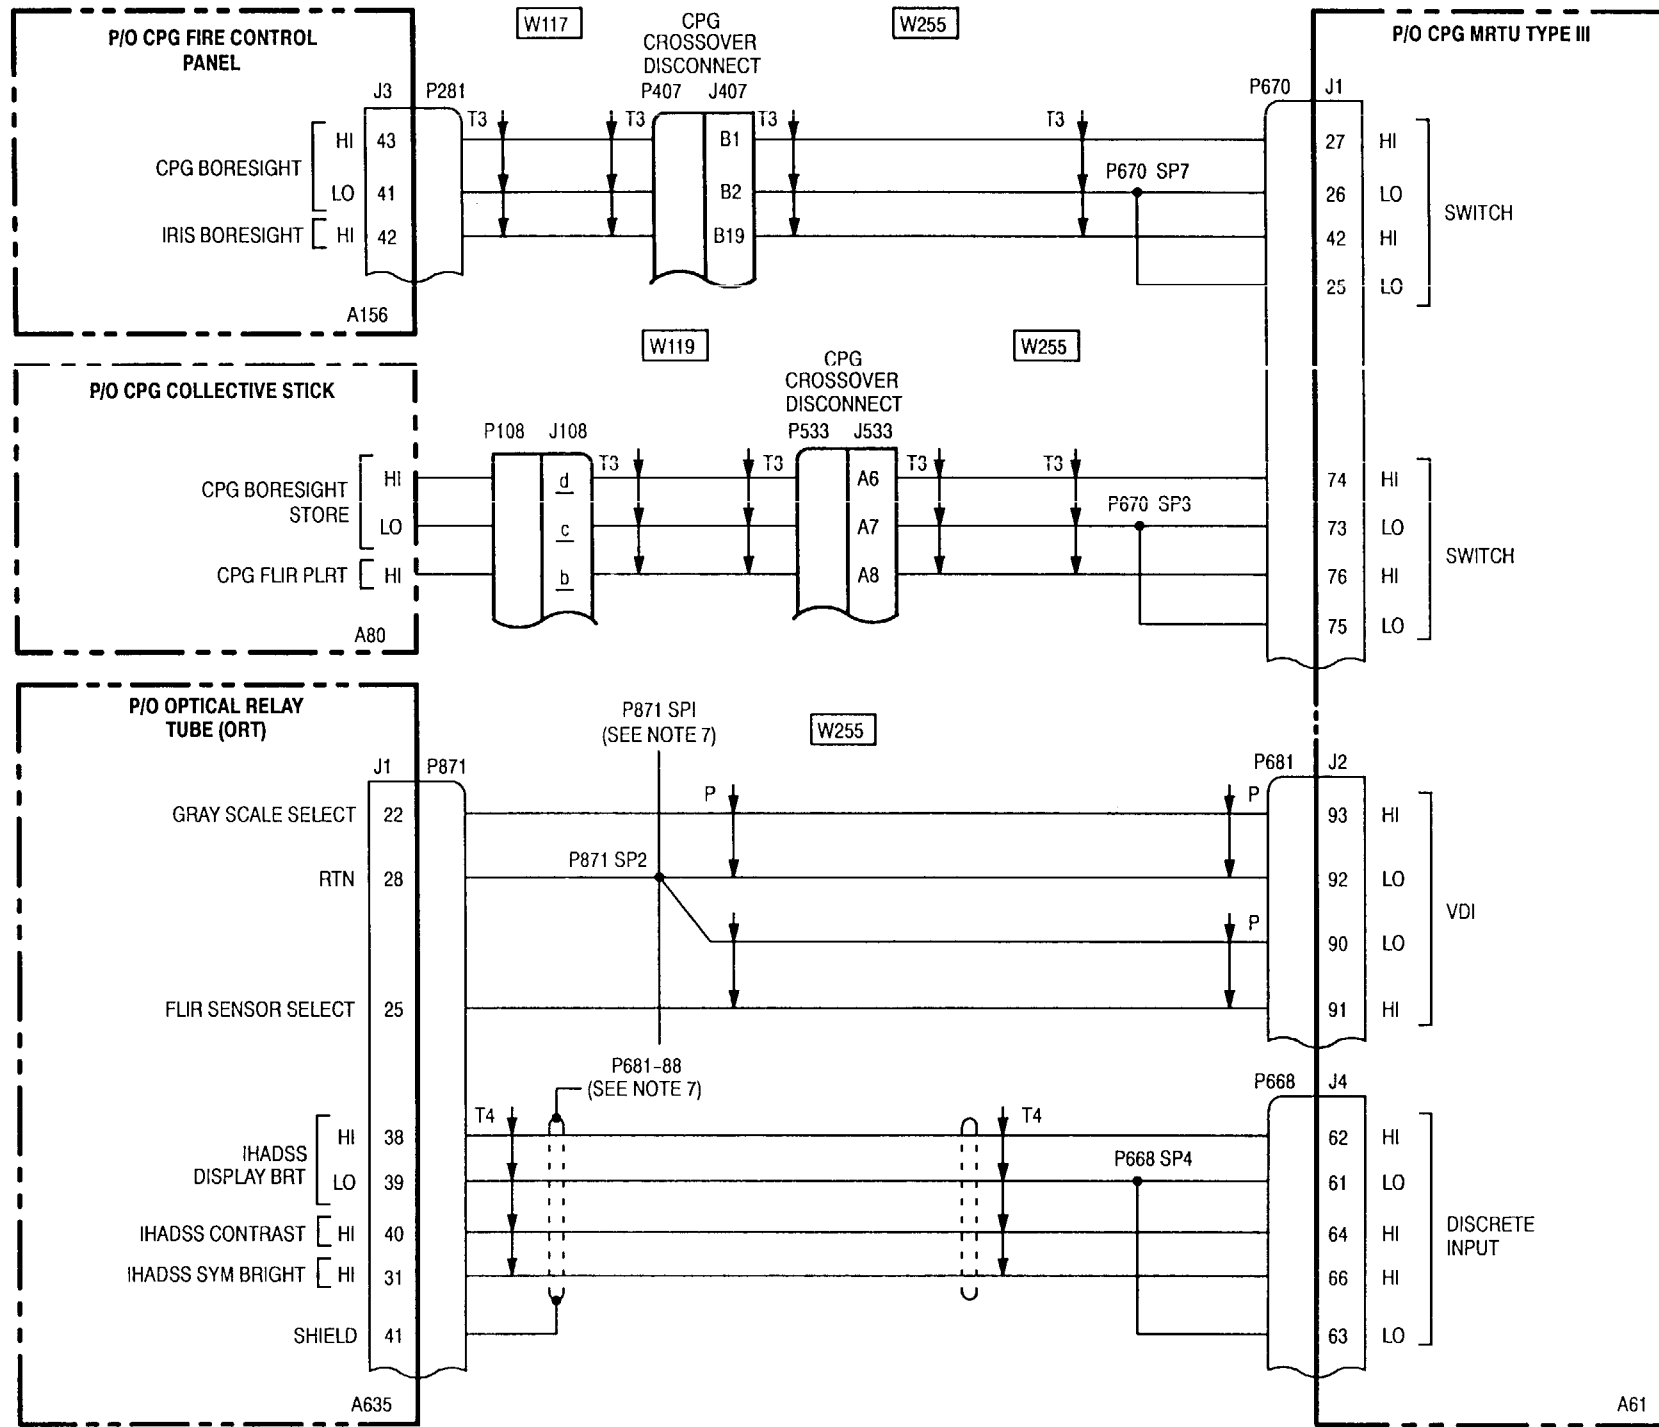 P/O CPG FIRE CONTROL
PANEL
W117
CPG
CROSSOVER
DISCONNECT
W255
P/O CPG MRTU TYPE III
J3 P281
P407 J407
P670 J1
T3 T3 T3 T3
CPG BORESIGHT
HI 43 B1 27 HI
P670 SP7
LO 41 B2 26 LO
SWITCH
IRIS BORESIGHT HI 42 B19 42 HI
25 LO
A156
W119
W255
P/O CPG COLLECTIVE STICK
CPG
CROSSOVER
DISCONNECT
P108 J108
P533 J533
T3 T3 T3 T3
CPG BORESIGHT
STORE
HI d A6 74 HI
P670 SP3
LO c A7 73 LO
SWITCH
CPG FLIR PLRT HI b A8 76 HI
75 LO
A80
P/O OPTICAL RELAY
TUBE (ORT)
P871 SPI
(SEE NOTE 7)
W255
J1 P871
P681 J2
P P
GRAY SCALE SELECT 22 93 HI
P871 SP2
RTN 28 92 LO
VDI
P
90 LO
FLIR SENSOR SELECT 25 91 HI
P681-88
(SEE NOTE 7)
P668 J4
T4 T4
IHADSS
DISPLAY BRT
HI 38 62 HI
P668 SP4
LO 39 61 LO
IHADSS CONTRAST HI 40 64 HI
DISCRETE
INPUT
IHADSS SYM BRIGHT HI 31 66 HI
SHIELD 41 63 LO
A635
A61